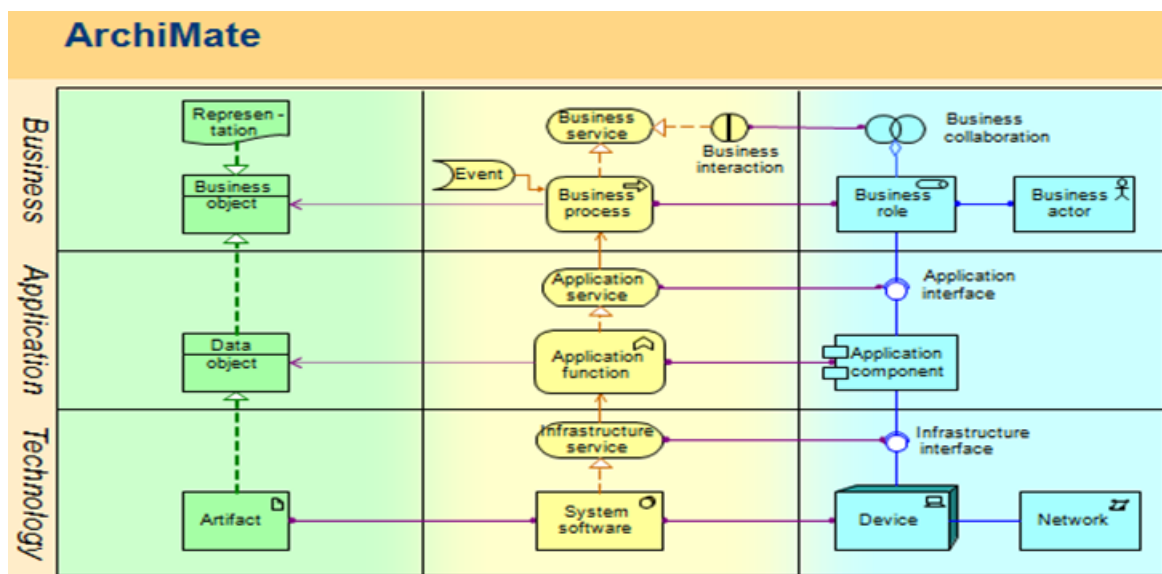 ArchiMate
Business
Represen -
tation
Business
object
Event
Business
service
Business
process
Business
interaction
Business
collaboration
Business
role
Business
actor
Application
Data
object
Application
service
Application
function
Application
interface
Application
component
Technology
Artifact
Infrastructure
service
System
software
Infrastructure
interface
Device
Network